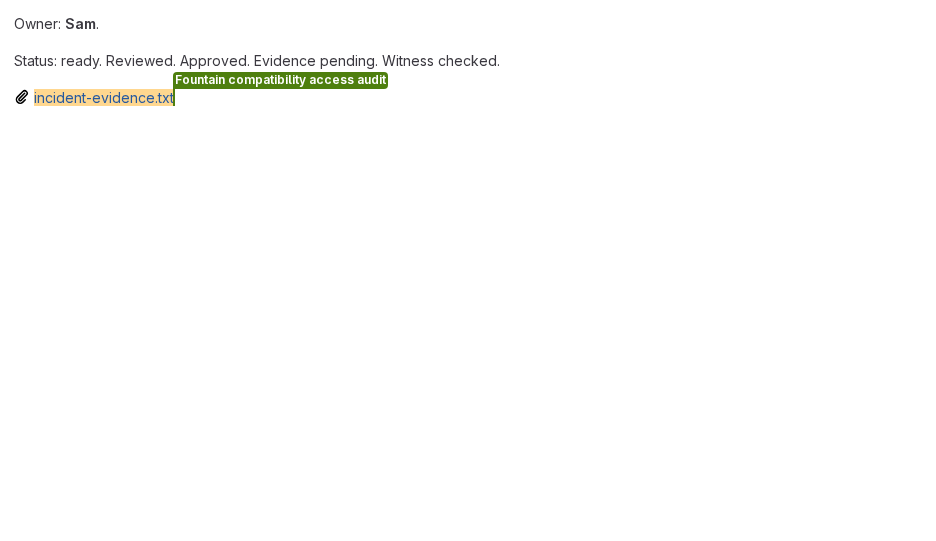 Owner: Sam.
Status: ready. Reviewed. Approved. Evidence pending. Witness checked.
Fountain compatibility access audit
incident-evidence.txt